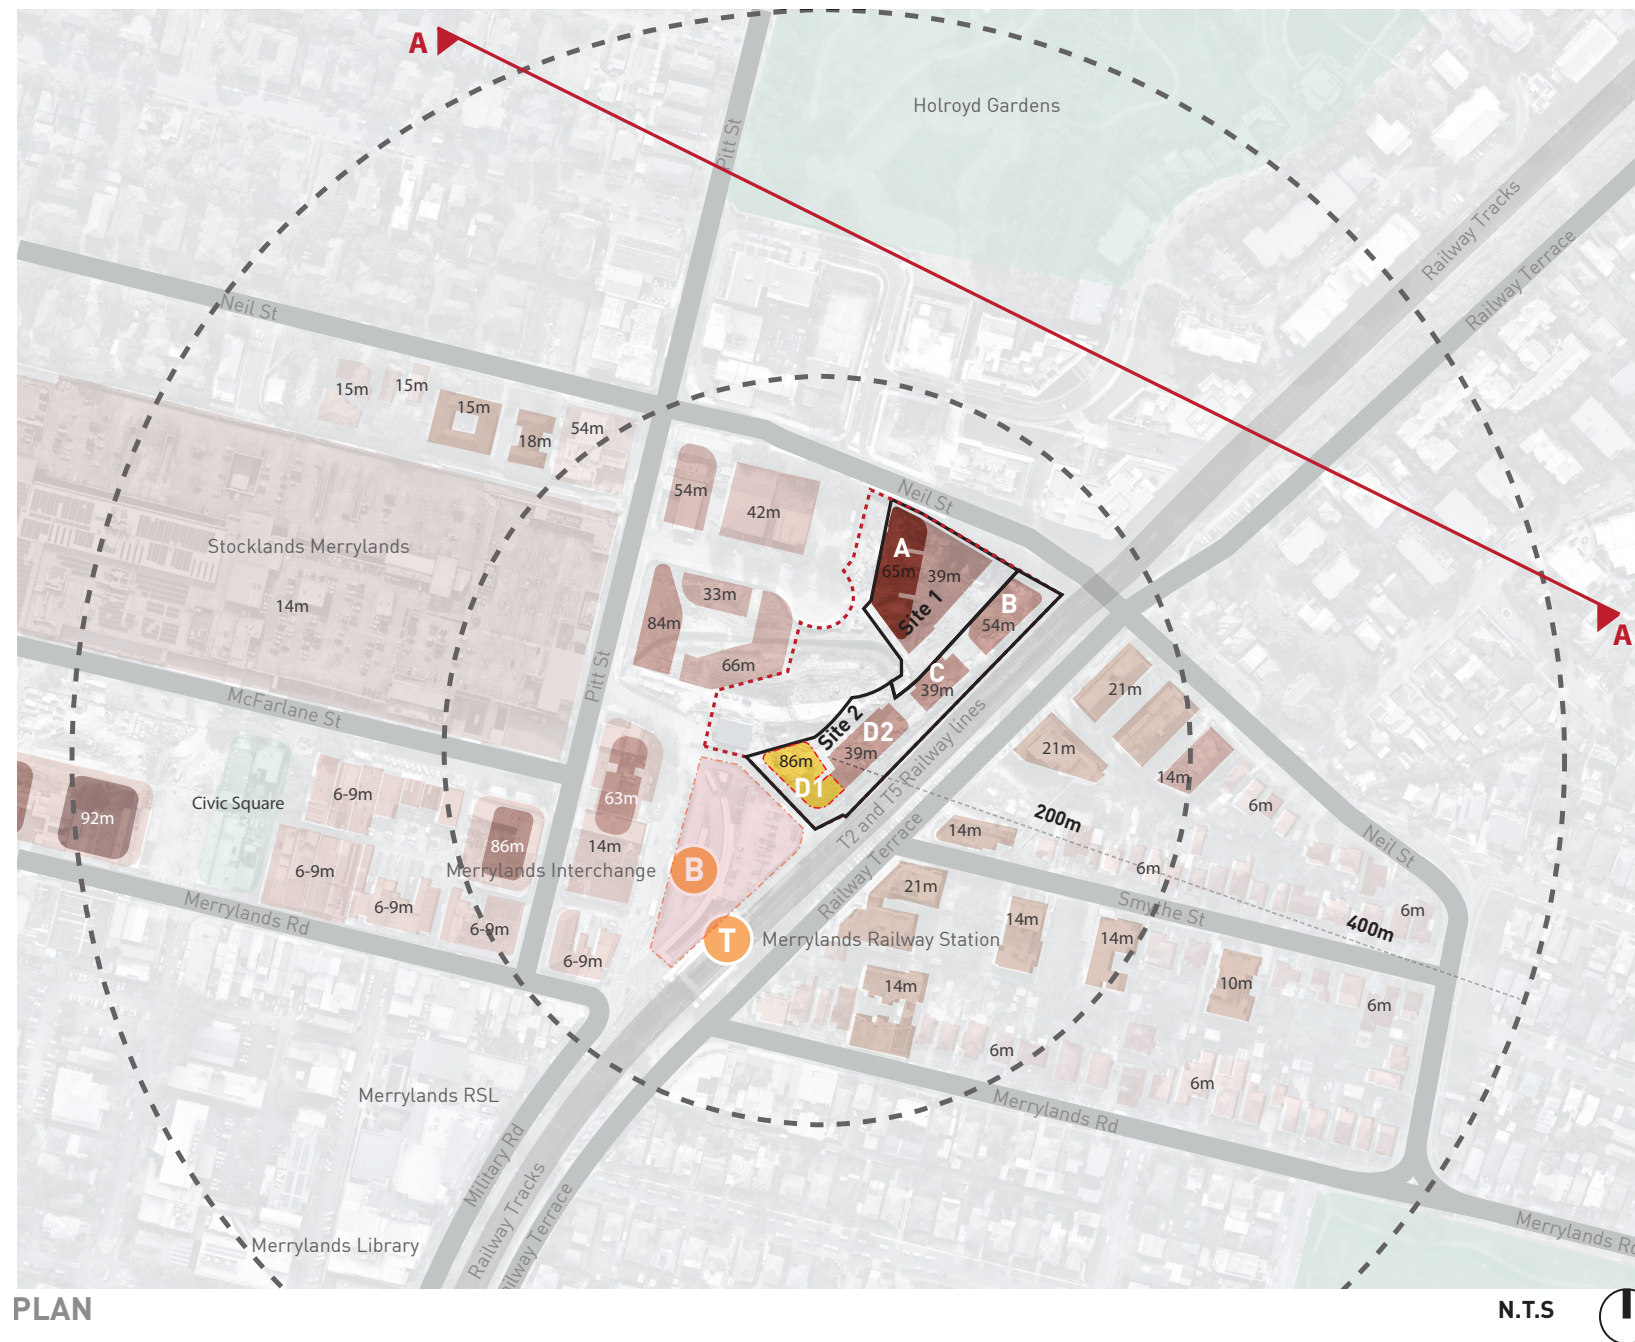 A
Holroyd Gardens
Pitt St
Railway Tracks
Railway Terrace
Neil St
15m
15m
15m
18m
54m
54m
42m
Neil St
Stocklands Merrylands
14m
A
65m
39m
Site 1
B
54m
A
33m
84m
66m
Pitt St
C
39m
McFarlane St
Site 2
D2
39m
86m
D1
T2 and T5 Railway lines
21m
21m
14m
6m
Civic Square
6-9m
63m
92m
86m
14m
Merrylands Interchange
B
Railway Terrace
200m
14m
6m
Neil St
6-9m
6-9m
6-9m
Merrylands Rd
21m
Smythe St
6m
400m
T
Merrylands Railway Station
14m
14m
6-9m
14m
10m
6m
6m
6m
Merrylands RSL
Merrylands Rd
Military Rd
Railway Tracks
ilway Terrace
Merrylands Library
Merrylands Rd
PLAN
N.T.S